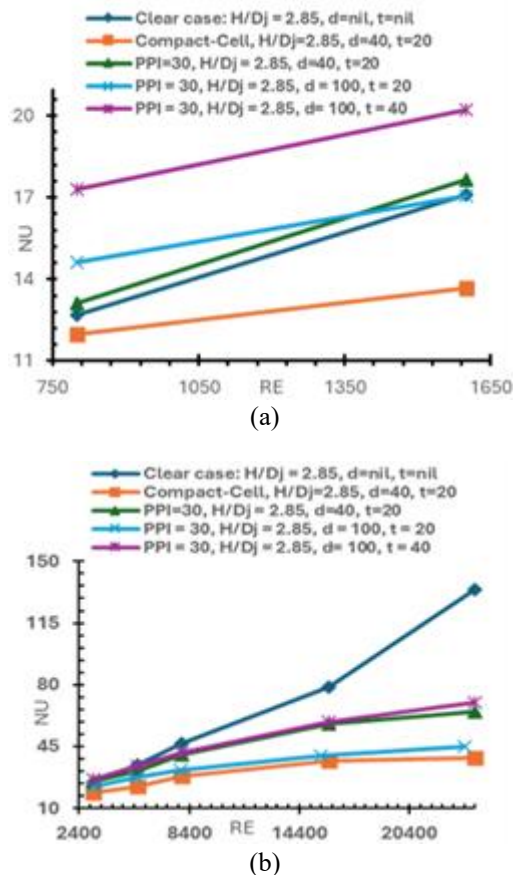 Clear case: H/Dj = 2.85, d=nil, t=nil
Compact-Cell, H/Dj=2.85, d=40, t=20
PPI=30, H/Dj = 2.85, d=40, t=20
PPI = 30, H/Dj = 2.85, d= 100, t = 20
PPI = 30, H/Dj = 2.85, d= 100, t = 40
20
17
NU
14
11
750 1050 RE 1350 1650
(a)
Clear case: H/Dj = 2.85, d=nil, t=nil
Compact-Cell, H/Dj=2.85, d=40, t=20
PPI=30, H/Dj = 2.85, d=40, t=20
PPI = 30, H/Dj = 2.85, d = 100, t = 20
PPI = 30, H/Dj = 2.85, d= 100, t = 40
150
115
NU
80
45
10
2400 8400 RE 14400 20400
(b)